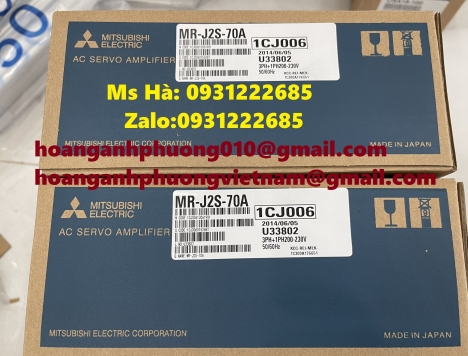 MITSUBISHI
ELECTRIC
AC SERVO AMPLIFIER
MR-J2S-70A
1CJ006
2014/06/05
U33802
3PH+1PH200-230V
50/60Hz
Ms Hà: 0931222685
Zalo:0931222685
hoanganhphuong010@gmail.com
MITSUBISHI ELECTRIC CORPORATION
MADE IN JAPAN
hoanganhphuongvietnam@gmail.com
MITSUBISHI
ELECTRIC
AC SERVO AMPLIFIER
MR-J2S-70A
1CJ006
2014/06/05
U33802
3PH+1PH200-230V
50/60Hz
MITSUBISHI ELECTRIC CORPORATION
MADE IN JAPAN